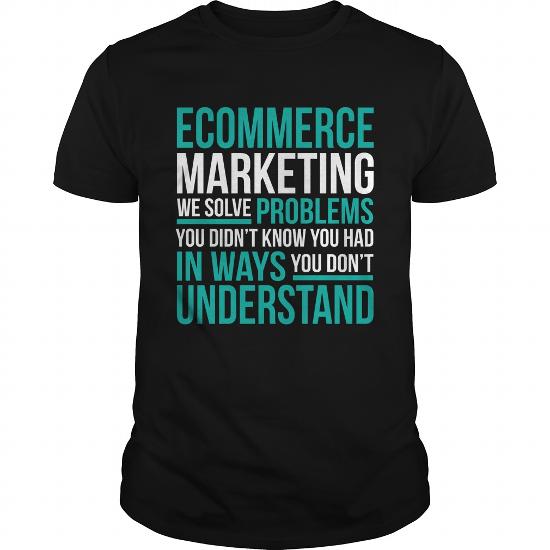 ECOMMERCE
MARKETING
WE SOLVE PROBLEMS
YOU DIDN'T KNOW YOU HAD
IN WAYS YOU DON'T
UNDERSTAND